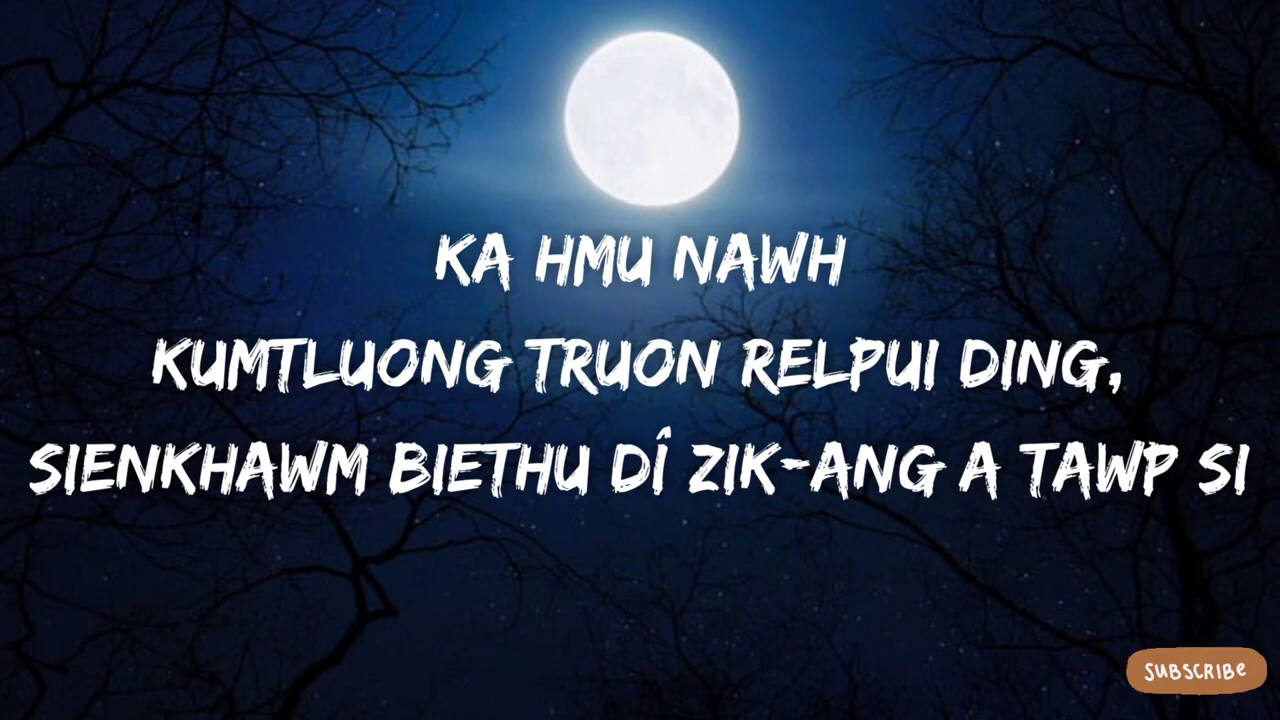 KA HMU NAWH
KUMTLUONG TRUON RELPUI DING,
SIENKHAWM BIETHU DÎ ZIK-ANG A TAWP SI
SUBSCRIBE